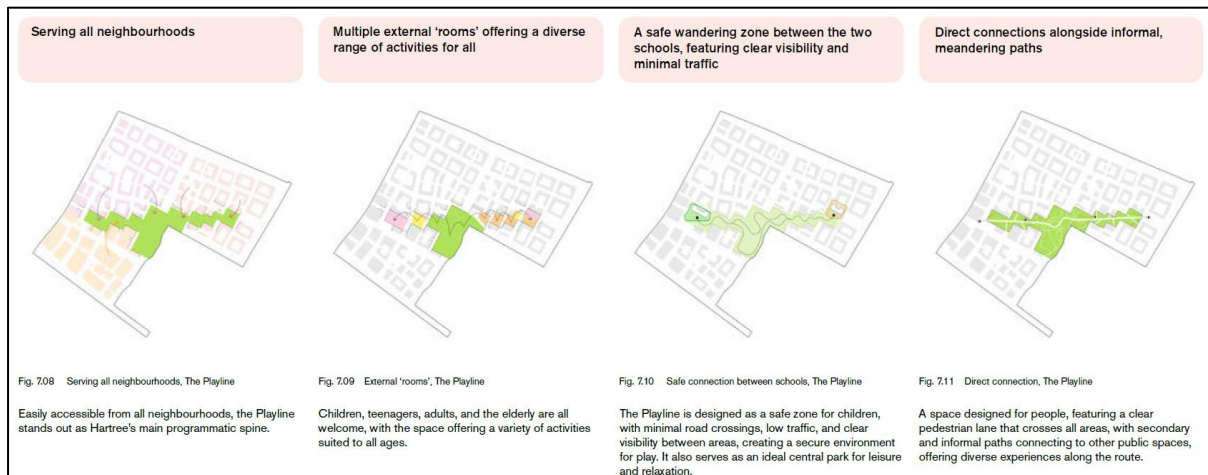 Serving all neighbourhoods
Multiple external ‘rooms’ offering a diverse
range of activities for all
A safe wandering zone between the two
schools, featuring clear visibility and
minimal traffic
Direct connections alongside informal,
meandering paths
Fig. 7.08 Serving all neighbourhoods, The Playline
Easily accessible from all neighbourhoods, the Playline
stands out as Hartree’s main programmatic spine.
Fig. 7.09 External ‘rooms’, The Playline
Children, teenagers, adults, and the elderly are all
welcome, with the space offering a variety of activities
suited to all ages.
Fig. 7.10 Safe connection between schools, The Playline
The Playline is designed as a safe zone for children,
with minimal road crossings, low traffic, and clear
visibility between areas, creating a secure environment
for play. It also serves as an ideal central park for leisure
and relaxation.
Fig. 7.11 Direct connection, The Playline
A space designed for people, featuring a clear
pedestrian lane that crosses all areas, with secondary
and informal paths connecting to other public spaces,
offering diverse experiences along the route.